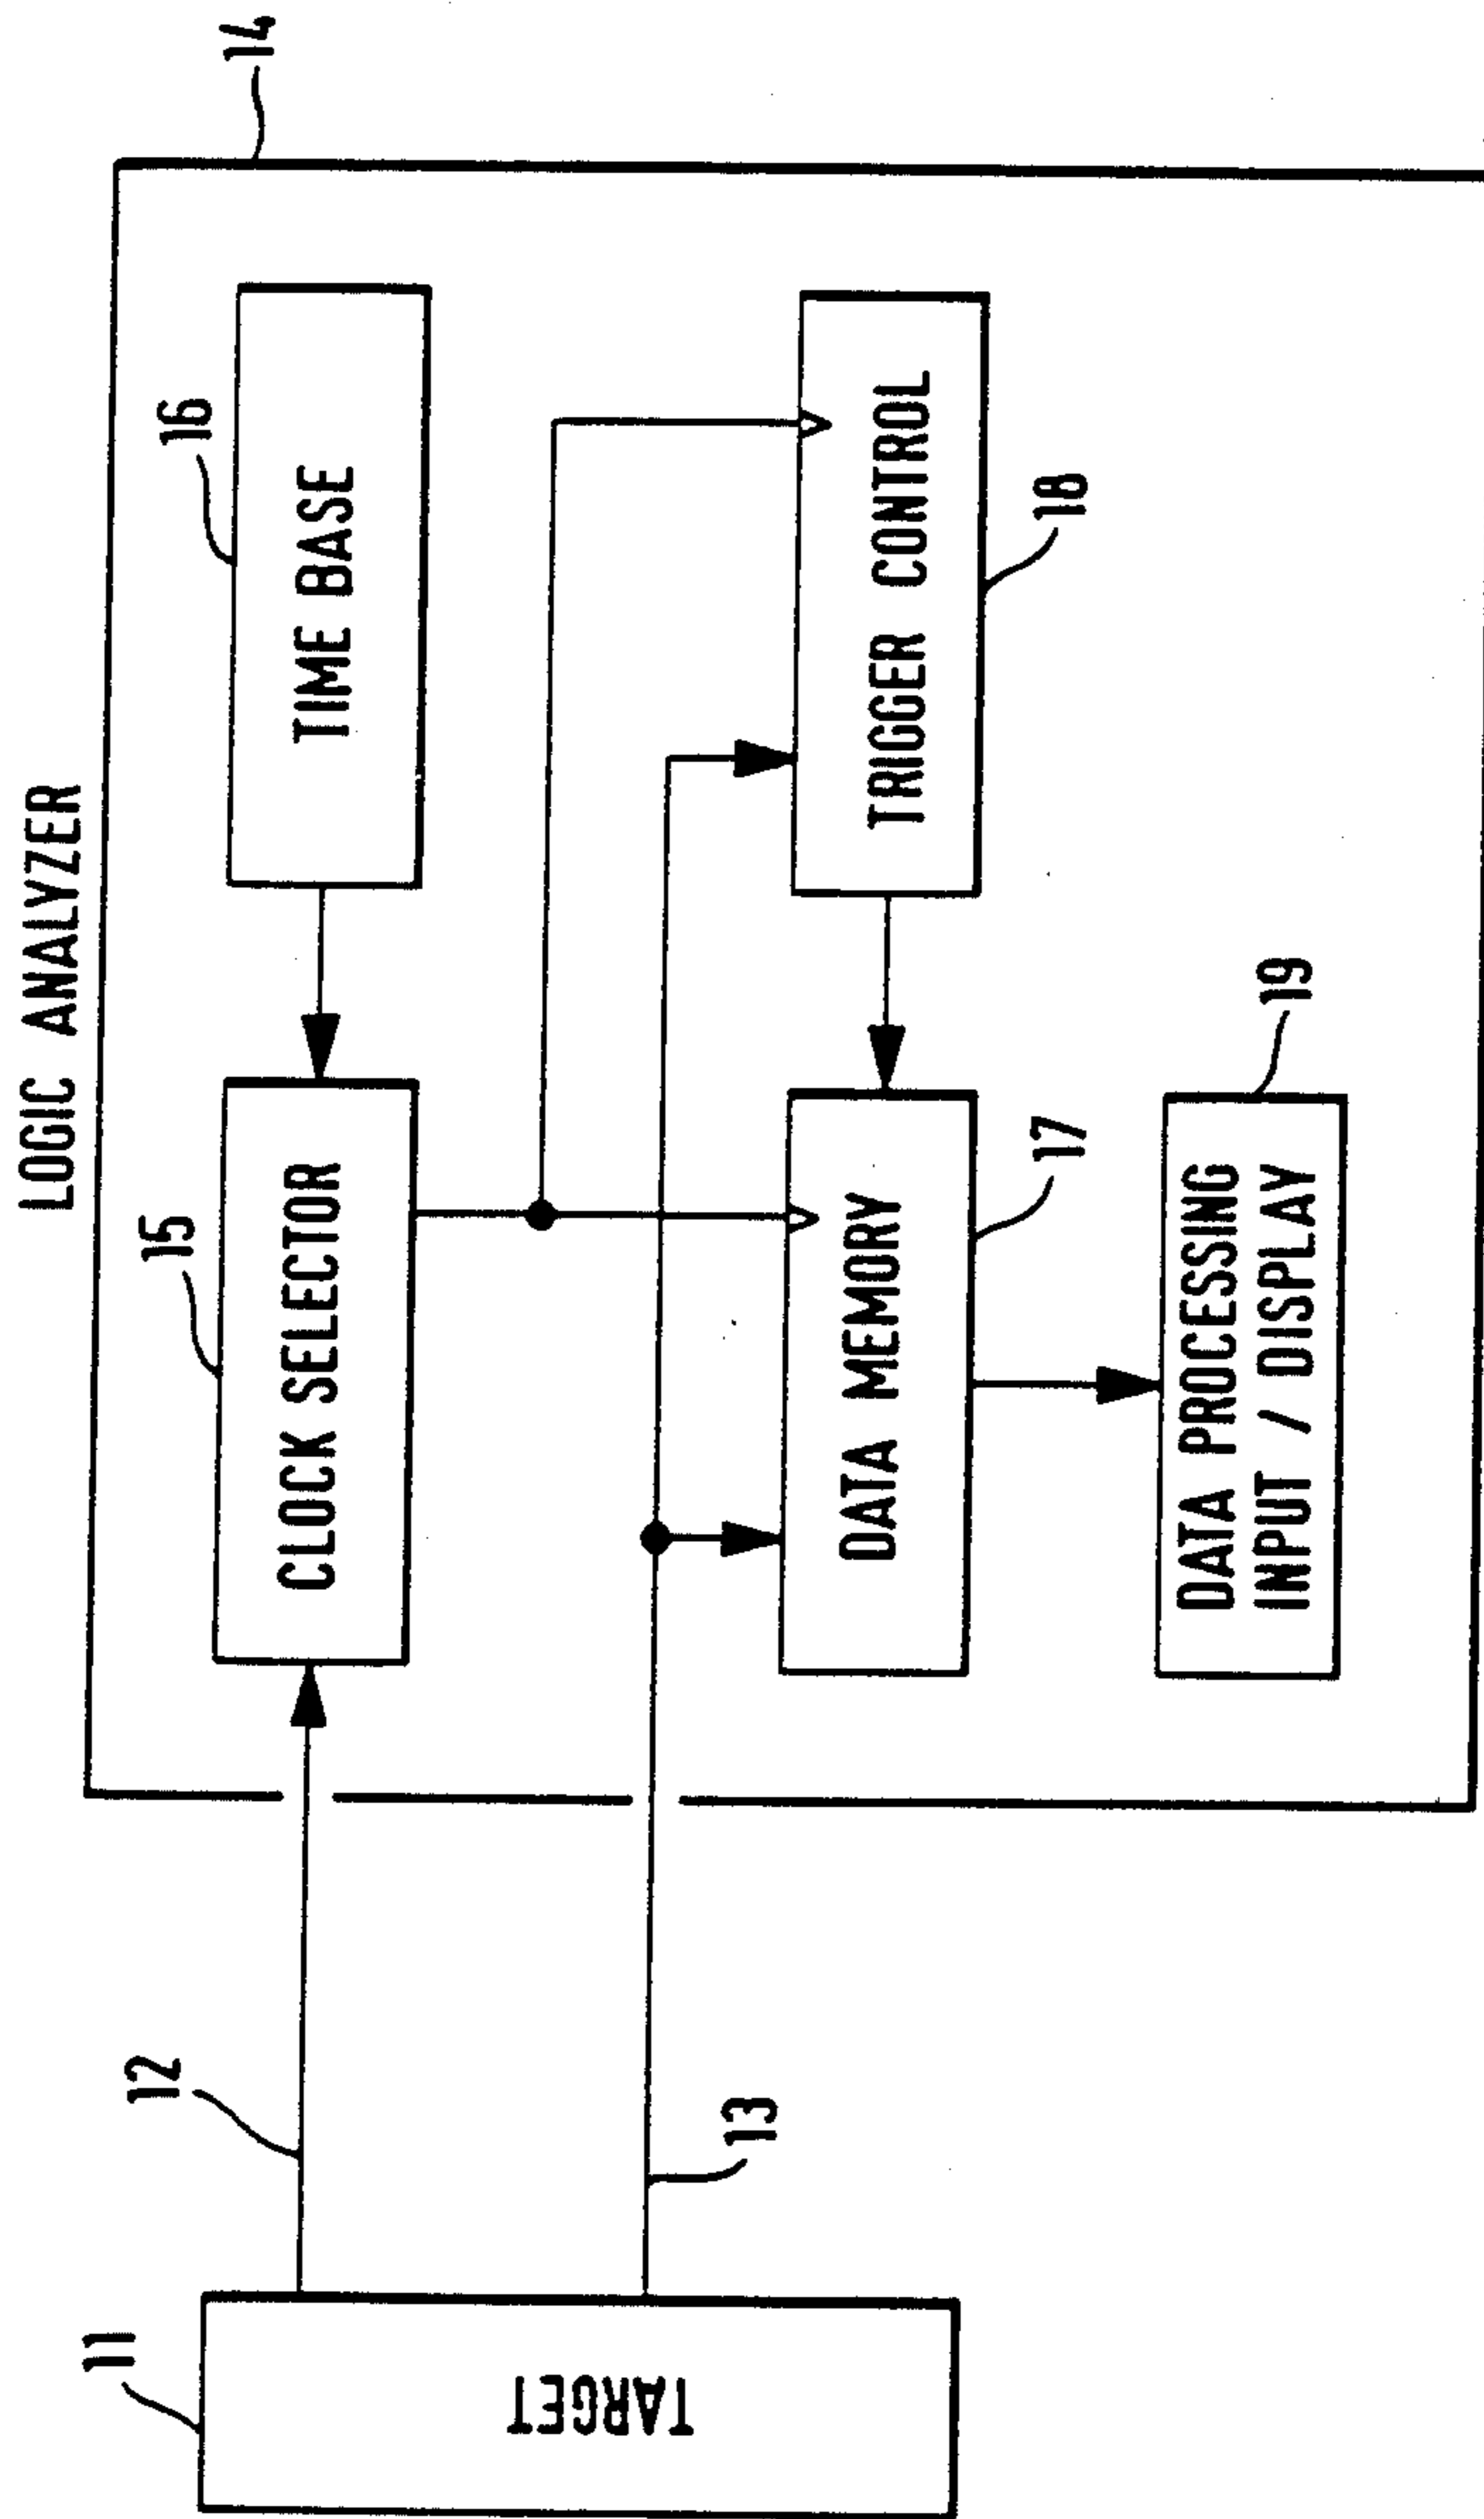 LOGIC ANALYZER
14
11
TARGET
12
13
15
CLOCK SELECTOR
16
TIME BASE
DATA MEMORY
17
TRIGGER CONTROL
18
DATA PROCESSING
INPUT / DISPLAY
19